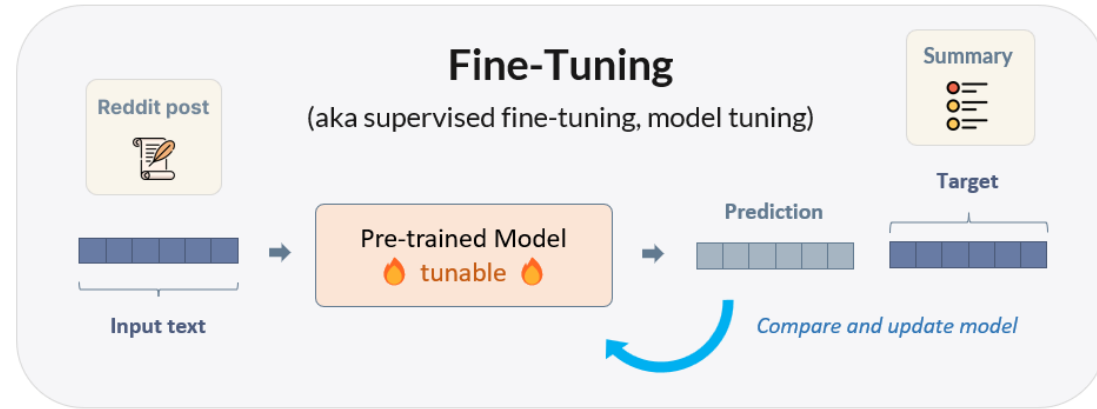 Fine-Tuning
(aka supervised fine-tuning, model tuning)
Reddit post
Summary
Target
Prediction
Pre-trained Model
tunable
Input text
Compare and update model